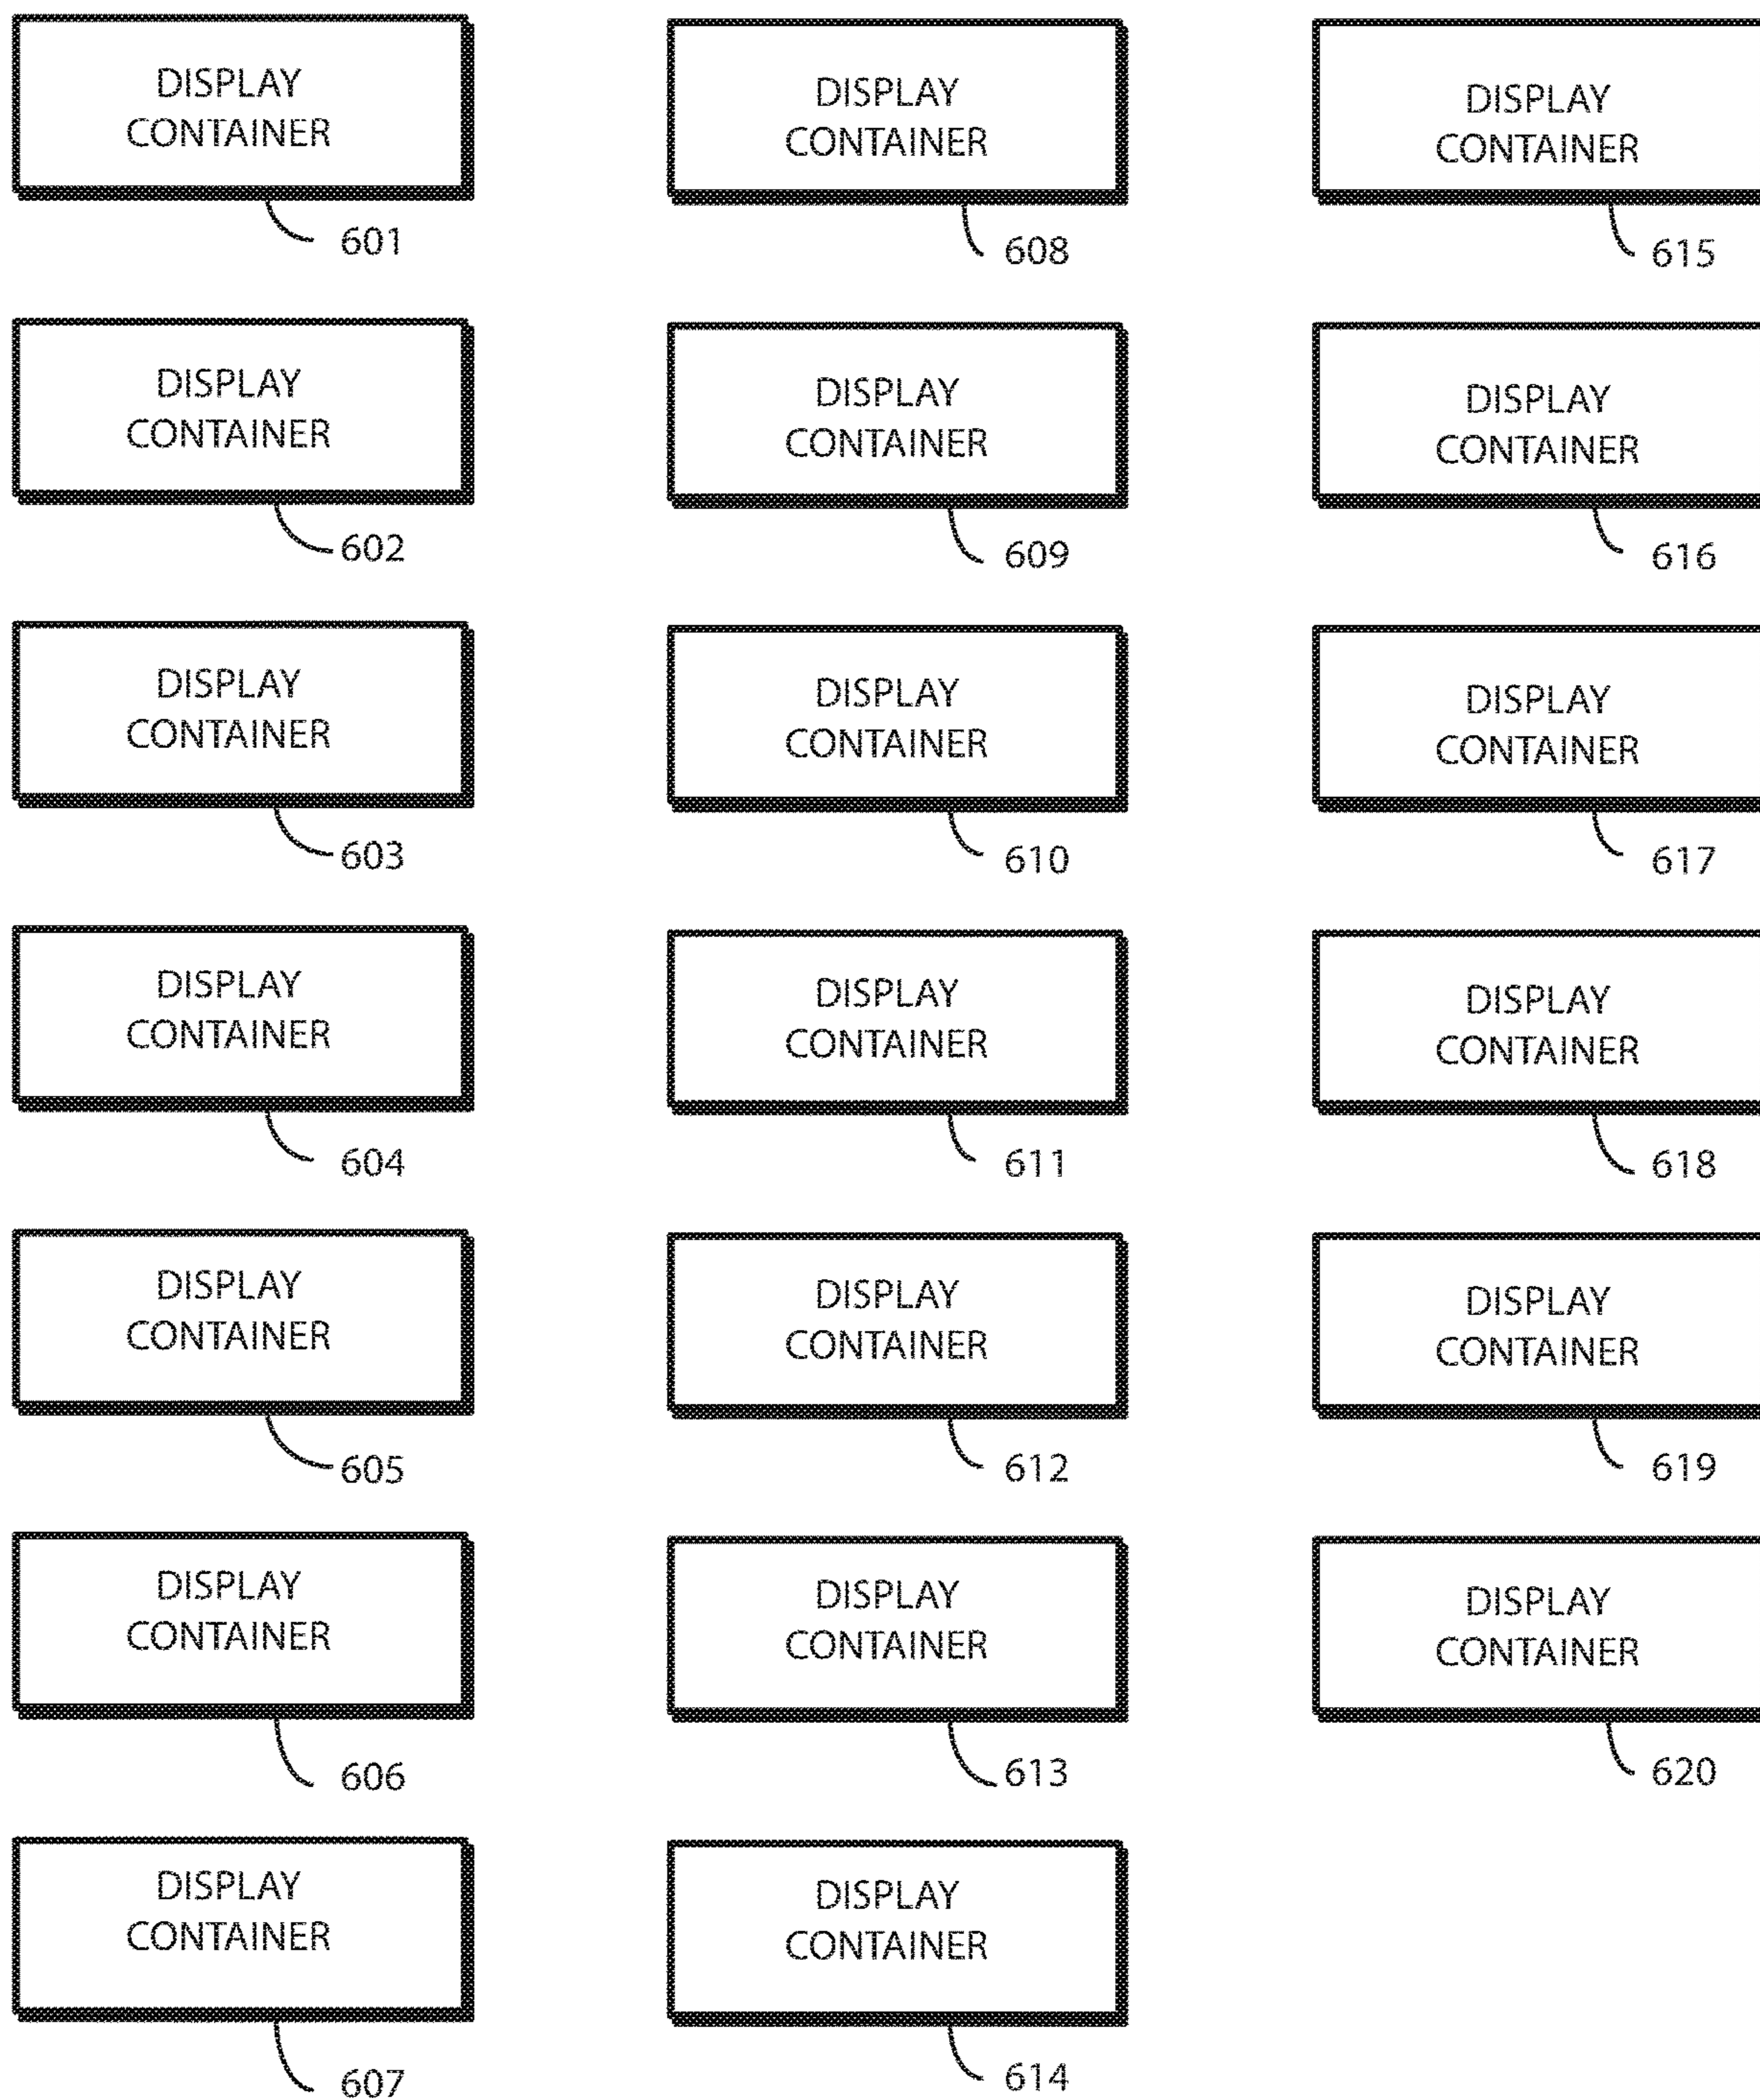 DISPLAY
CONTAINER
601
DISPLAY
CONTAINER
602
DISPLAY
CONTAINER
603
DISPLAY
CONTAINER
604
DISPLAY
CONTAINER
605
DISPLAY
CONTAINER
606
DISPLAY
CONTAINER
607
DISPLAY
CONTAINER
608
DISPLAY
CONTAINER
609
DISPLAY
CONTAINER
610
DISPLAY
CONTAINER
611
DISPLAY
CONTAINER
612
DISPLAY
CONTAINER
613
DISPLAY
CONTAINER
614
DISPLAY
CONTAINER
615
DISPLAY
CONTAINER
616
DISPLAY
CONTAINER
617
DISPLAY
CONTAINER
618
DISPLAY
CONTAINER
619
DISPLAY
CONTAINER
620